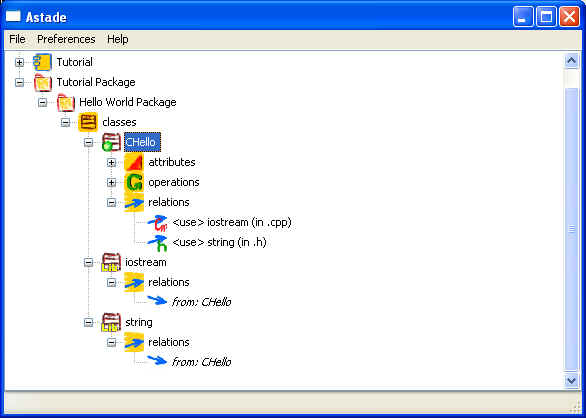 Astade
File Preferences Help
Tutorial
Tutorial Package
Hello World Package
classes
CHello
attributes
operations
relations
<use> iostream (in .cpp)
<use> string (in .h)
iostream
relations
from: CHello
string
relations
from: CHello